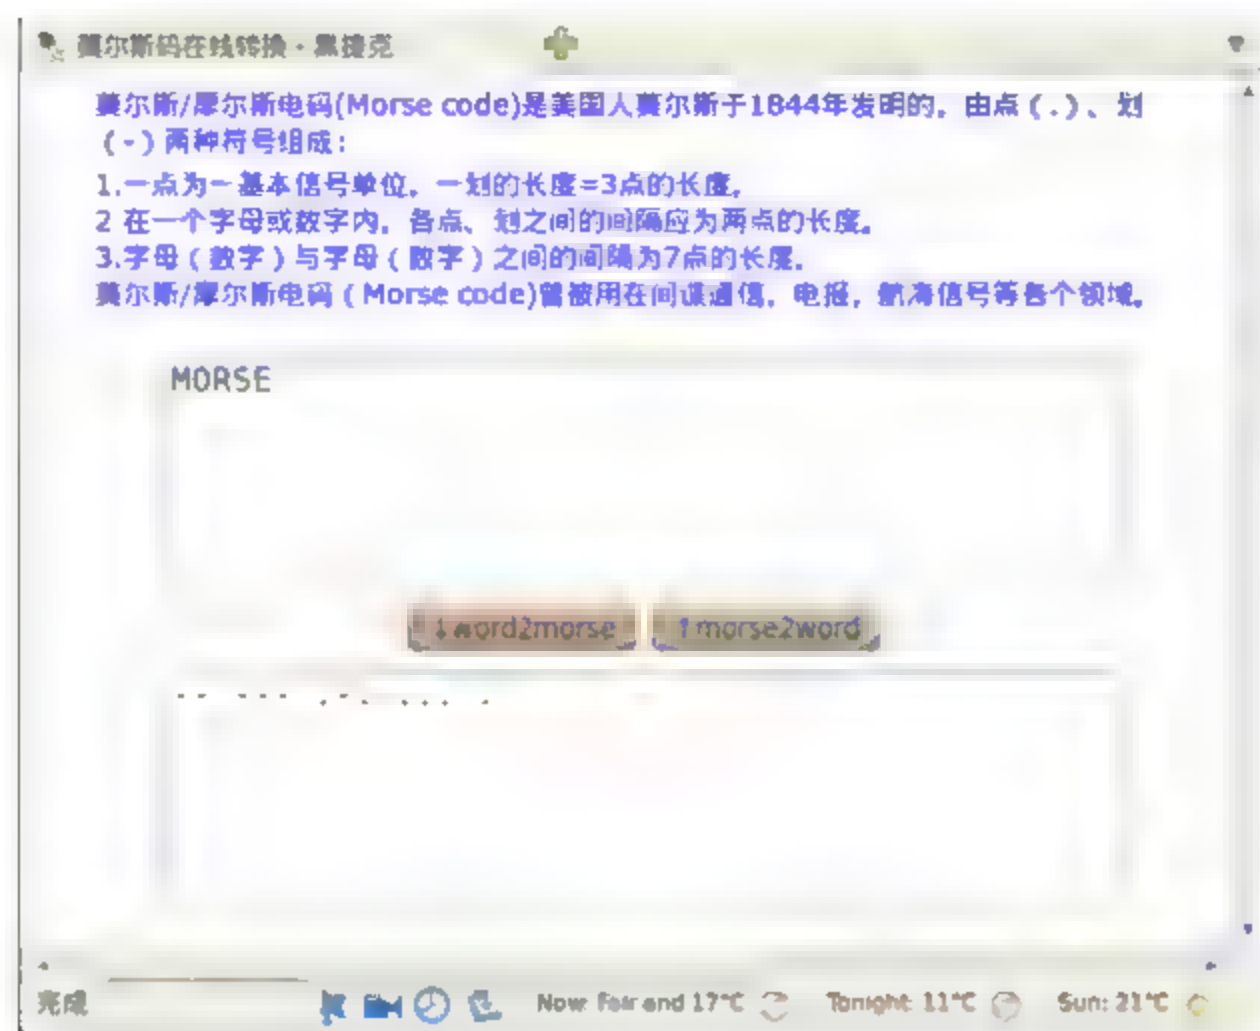 莫尔斯码在线转换 - 黑捷克
莫尔斯/摩尔斯电码(Morse code)是美国人莫尔斯于1844年发明的，由点（.）、划
（-）两种符号组成：
1.一点为一基本信号单位，一划的长度=3点的长度。
2 在一个字母或数字内，各点、划之间的间隔应为两点的长度。
3.字母（数字）与字母（数字）之间的间隔为7点的长度。
莫尔斯/摩尔斯电码（Morse code)曾被用在间谍通信，电报，航海信号等各个领域。
MORSE
word2morse morse2word
完成 Now: Fair and 17°C Tonight: 11°C Sun: 21°C